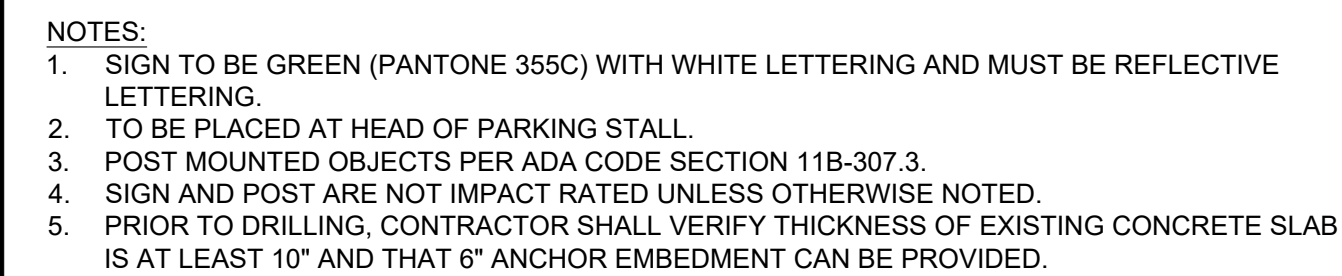 NOTES:
1. SIGN TO BE GREEN (PANTONE 355C) WITH WHITE LETTERING AND MUST BE REFLECTIVE
LETTERING.
2. TO BE PLACED AT HEAD OF PARKING STALL.
3. POST MOUNTED OBJECTS PER ADA CODE SECTION 11B-307.3.
4. SIGN AND POST ARE NOT IMPACT RATED UNLESS OTHERWISE NOTED.
5. PRIOR TO DRILLING, CONTRACTOR SHALL VERIFY THICKNESS OF EXISTING CONCRETE SLAB
IS AT LEAST 10" AND THAT 6" ANCHOR EMBEDMENT CAN BE PROVIDED.